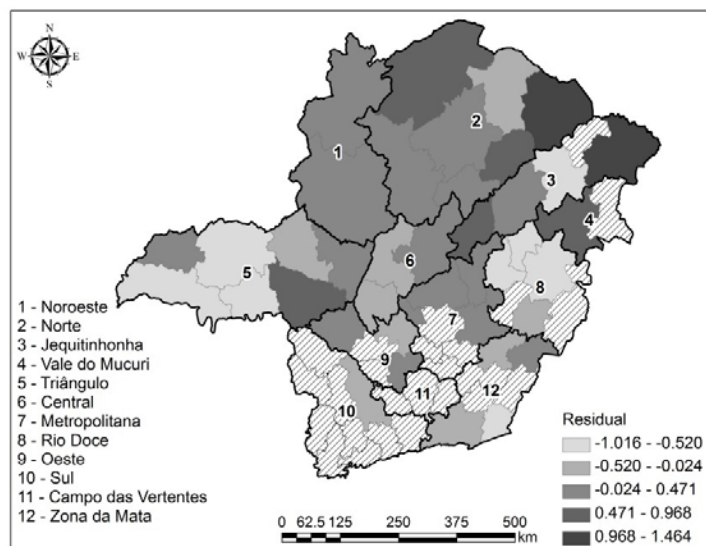 N
W E
S
1
2
3
4
5
6
7
8
9
10
11
12
1 - Noroeste
2 - Norte
3 - Jequitinhonha
4 - Vale do Mucuri
5 - Triângulo
6 - Central
7 - Metropolitana
8 - Rio Doce
9 - Oeste
10 - Sul
11 - Campo das Vertentes
12 - Zona da Mata
Residual
-1.016 - -0.520
-0.520 - -0.024
-0.024 - 0.471
0.471 - 0.968
0.968 - 1.464
0 62.5 125 250 375 500
km